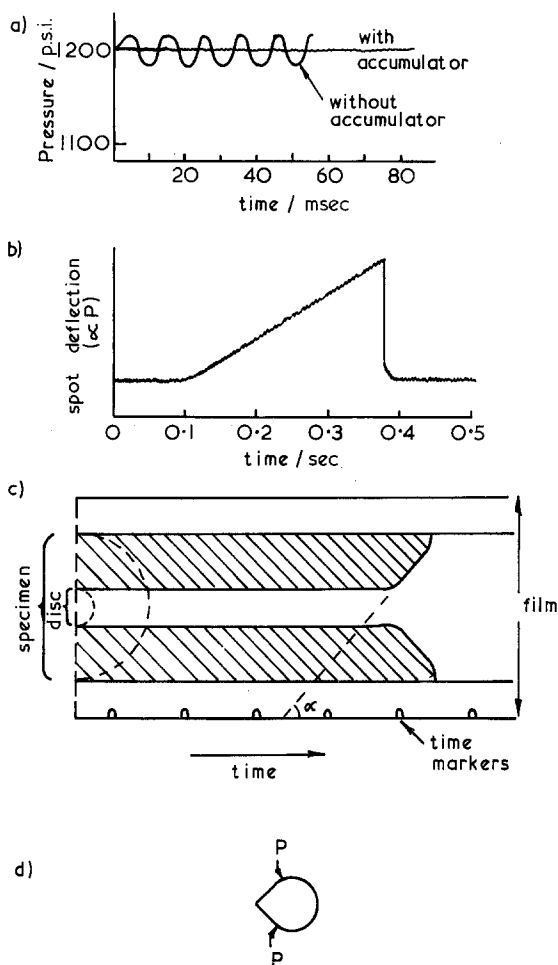 a)
Pressure / p.s.i.
1200
1100
with
accumulator
without
accumulator
20 40 60 80
time / msec
b)
spot deflection
(∝ P)
0 0·1 0·2 0·3 0·4 0·5
time / sec
c)
specimen
disc
film
α
time
markers
time
d)
P
P